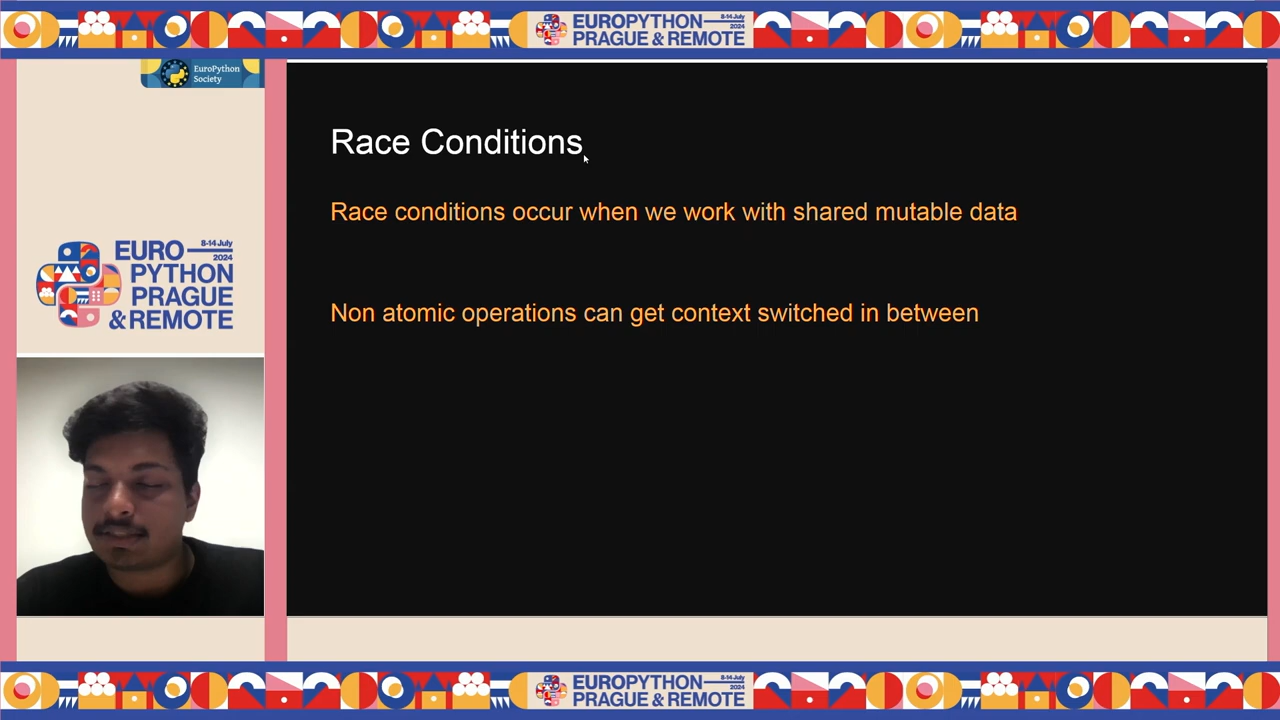 EUROPYTHON
8-14 July
2024
PRAGUE & REMOTE
EuroPython
Society
EURO
8-14 July
2024
PYTHON
PRAGUE
& REMOTE
Race Conditions
Race conditions occur when we work with shared mutable data
Non atomic operations can get context switched in between
EUROPYTHON
8-14 July
2024
PRAGUE & REMOTE